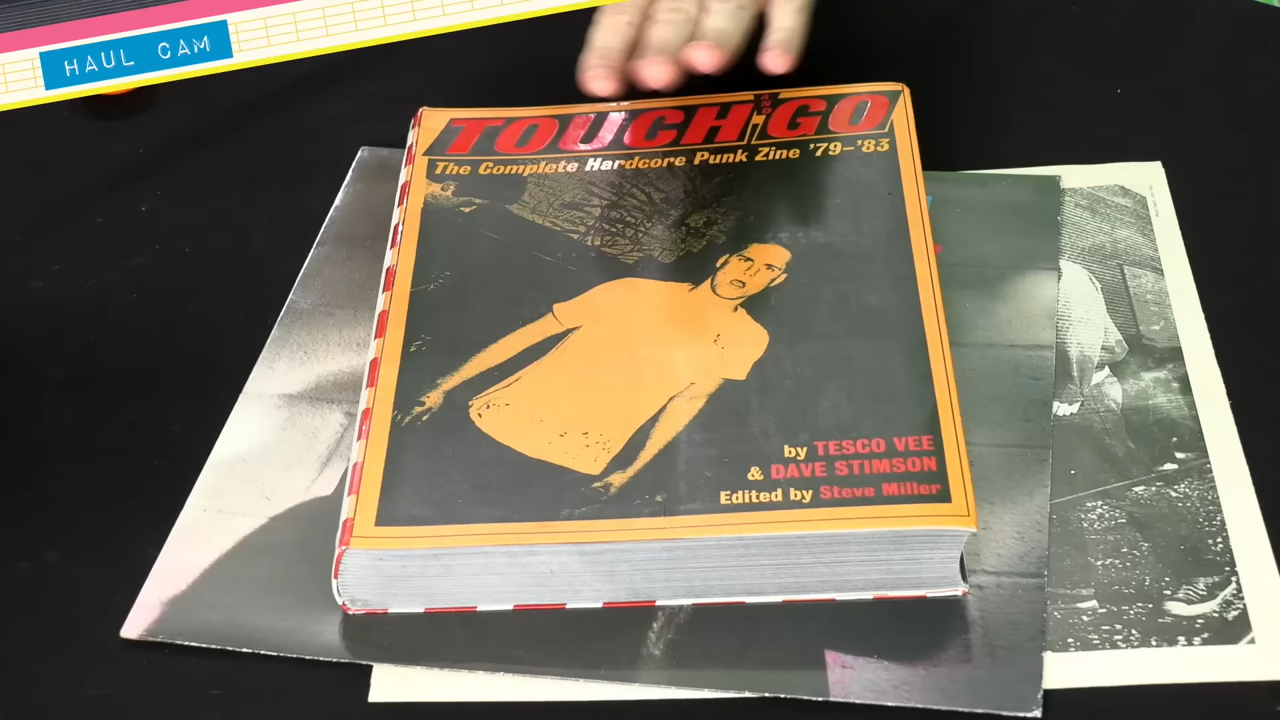 HAUL CAM
TOUCH AND GO
The Complete Hardcore Punk Zine '79–'83
by TESCO VEE
& DAVE STIMSON
Edited by Steve Miller